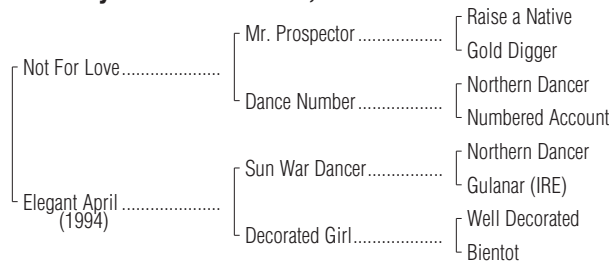 Raise a Native
Mr. Prospector ..................
Gold Digger
Not For Love.....................
Northern Dancer
Dance Number ..................
Numbered Account
Northern Dancer
Sun War Dancer................
Gulanar (IRE)
Elegant April .....................
(1994)
Well Decorated
Decorated Girl...................
Bientot